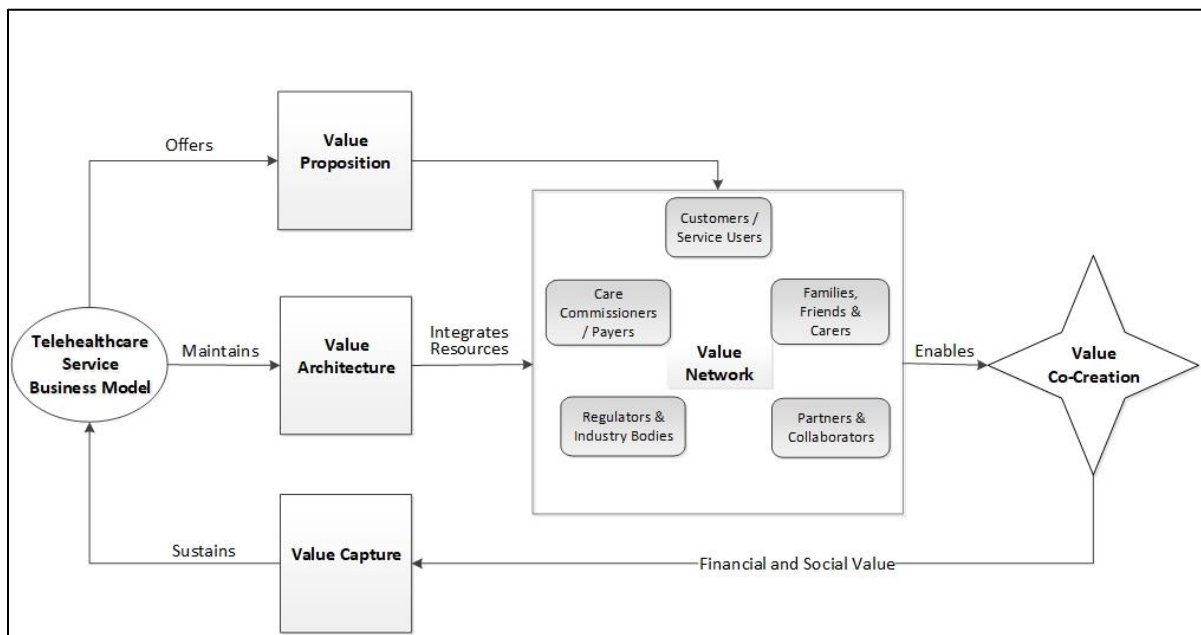 Offers
Value
Proposition
Customers /
Service Users
Care
Commissioners
/ Payers
Families,
Friends &
Carers
Telehealthcare
Service
Business Model
Maintains
Value
Architecture
Integrates
Resources
Value
Network
Enables
Value
Co-Creation
Regulators &
Industry Bodies
Partners &
Collaborators
Sustains
Value Capture
Financial and Social Value